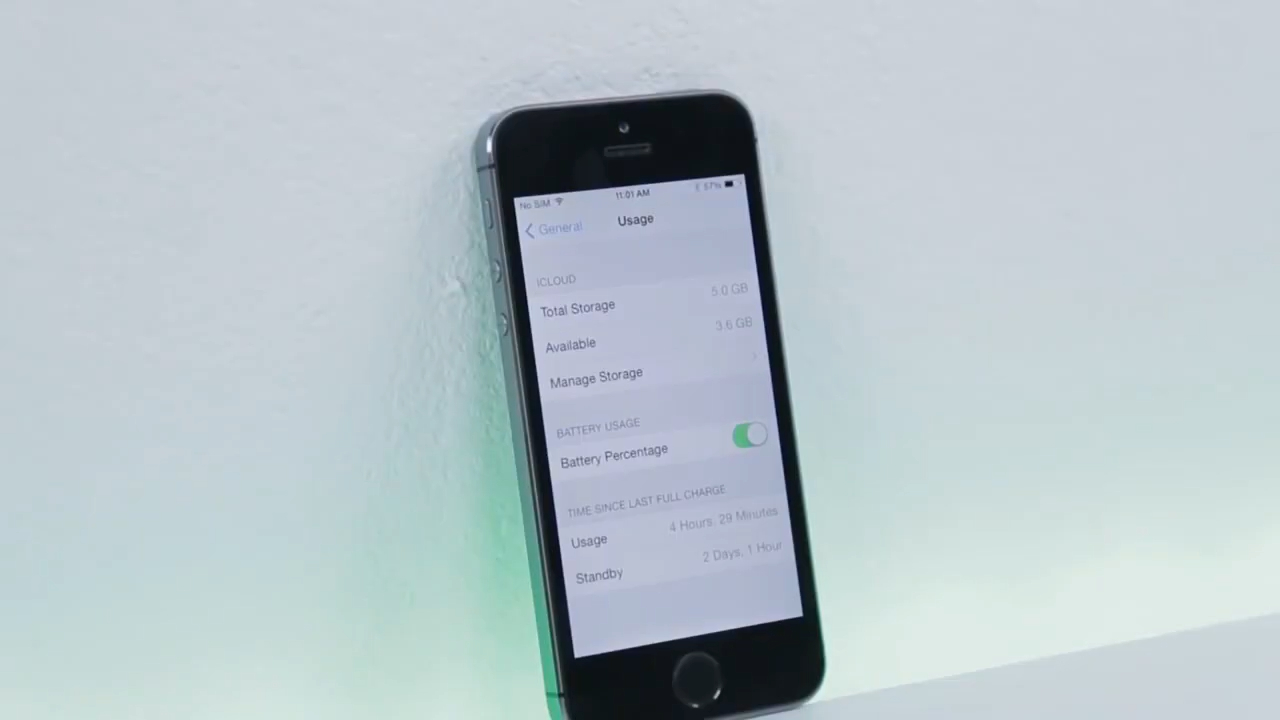 No SIM 11:01 AM 57%
General Usage
ICLOUD
Total Storage 5.0 GB
Available 3.6 GB
Manage Storage
BATTERY USAGE
Battery Percentage
TIME SINCE LAST FULL CHARGE
Usage 4 Hours, 29 Minutes
Standby 2 Days, 1 Hour